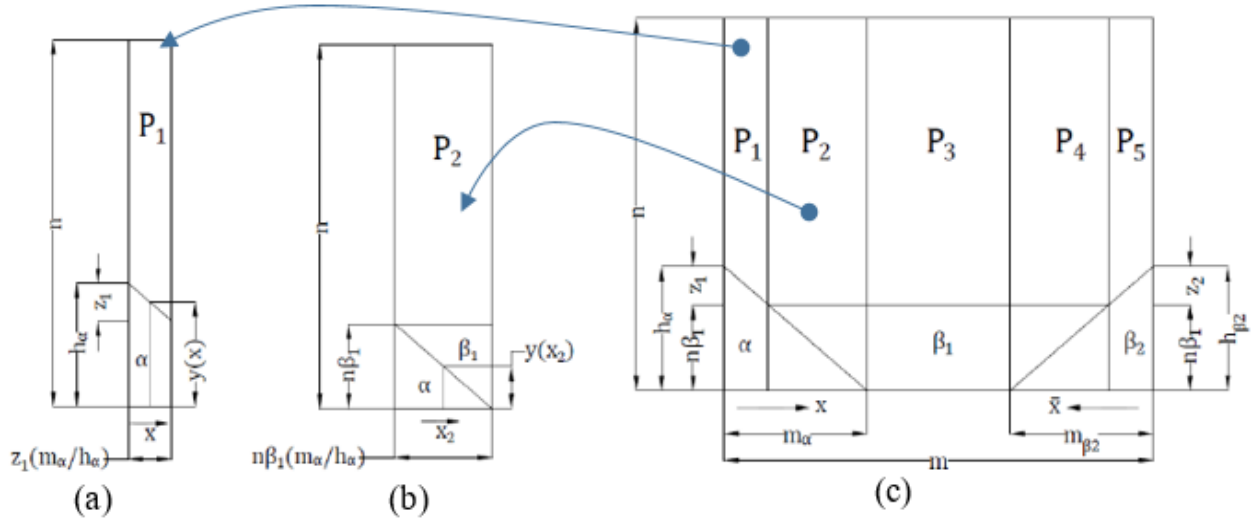 P₁
n
z₁
hα
α
y(x)
x
z₁(mα/hα)
(a)
P₂
n
nβ₁
β₁
α
y(x₂)
x₂
nβ₁(mα/hα)
(b)
P₁ P₂ P₃ P₄ P₅
n
z₁
z₂
hα
nβ₁
α
β₁
β₂
nβ₁
hβ2
x
x̄
mα
mβ2
m
(c)